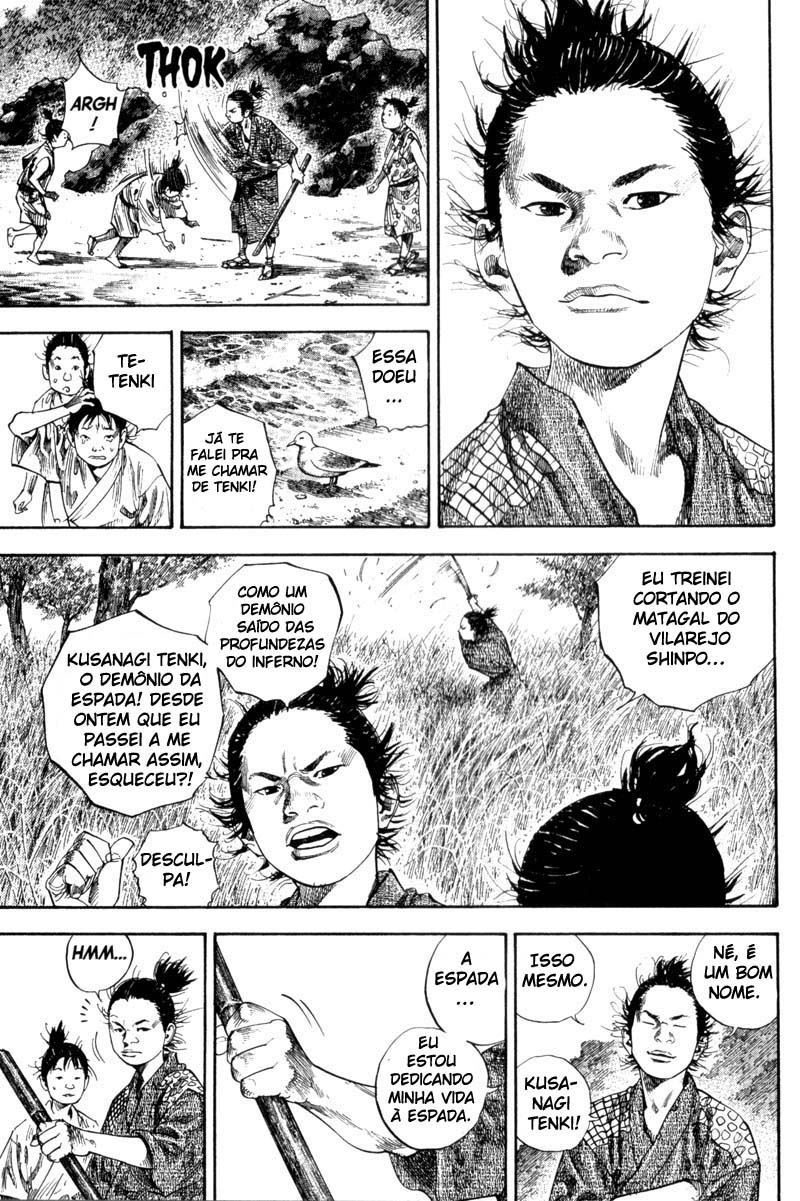 THOK
ARGH
!
ESSA
DOEU
...
JÁ TE
FALEI PRA
ME CHAMAR
DE TENKI!
TE-
TENKI
EU TREINEI
CORTANDO O
MATAGAL DO
VILAREJO
SHINPO...
COMO UM
DEMÔNIO
SAÍDO DAS
PROFUNDEZAS
DO INFERNO!
KUSANAGI TENKI,
O DEMÔNIO DA
ESPADA! DESDE
ONTEM QUE EU
PASSEI A ME
CHAMAR ASSIM,
ESQUECEU?!
DESCUL-
PA!
NÉ, É
UM BOM
NOME.
ISSO
MESMO.
KUSA-
NAGI
TENKI!
A
ESPADA
...
EU
ESTOU
DEDICANDO
MINHA VIDA
À ESPADA.
HMM...